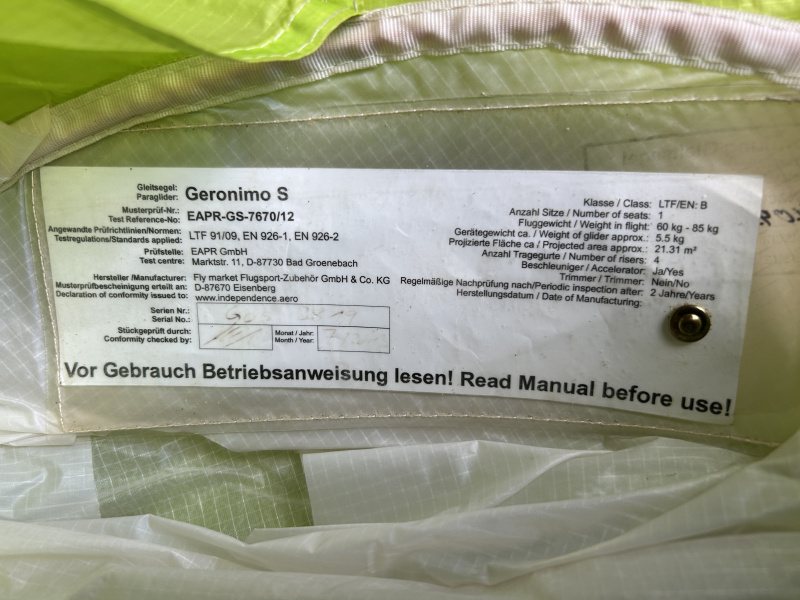 Gleitsegel:
Paraglider: Geronimo S
Musterprüf-Nr.:
Test Reference-No: EAPR-GS-7670/12
Angewandte Prüfrichtlinien/Normen:
Testregulations/Standards applied: LTF 91/09, EN 926-1, EN 926-2
Prüfstelle: EAPR GmbH
Test centre: Marktstr. 11, D-87730 Bad Groenebach
Hersteller /Manufacturer: Fly market Flugsport-Zubehör GmbH & Co. KG
Musterprüfbescheinigung erteilt an: D-87670 Eisenberg
Declaration of conformity issued to: www.independence.aero
Serien Nr.:
Serial No.:
Stückgeprüft durch:
Conformity checked by:
Monat / Jahr:
Month / Year:
Klasse / Class: LTF/EN: B
Anzahl Sitze / Number of seats: 1
Fluggewicht / Weight in flight: 60 kg - 85 kg
Gerätegewicht ca. / Weight of glider approx.: 5.5 kg
Projizierte Fläche ca / Projected area approx.: 21.31 m²
Anzahl Tragegurte / Number of risers: 4
Beschleuniger / Accelerator: Ja/Yes
Trimmer / Trimmer: Nein/No
Regelmäßige Nachprüfung nach/Periodic inspection after: 2 Jahre/Years
Herstellungsdatum / Date of Manufacturing:
Vor Gebrauch Betriebsanweisung lesen! Read Manual before use!